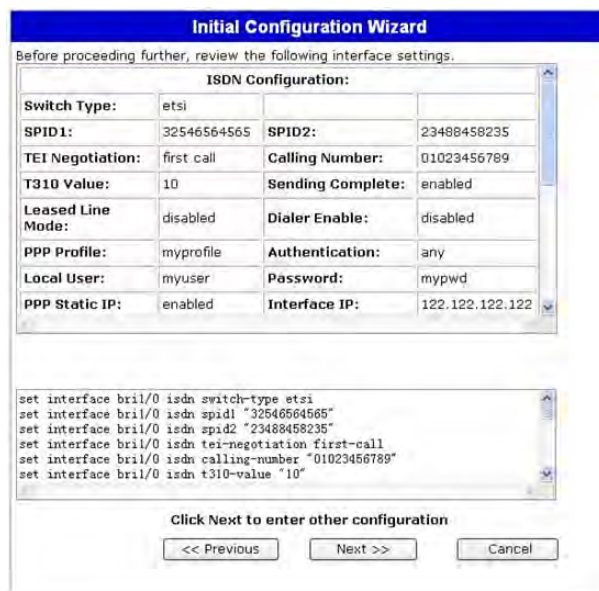 Initial Configuration Wizard
Before proceeding further, review the following interface settings.
ISDN Configuration:
Switch Type: etsi
SPID1: 32546564565 SPID2: 23488458235
TEI Negotiation: first call Calling Number: 01023456789
T310 Value: 10 Sending Complete: enabled
Leased Line Mode: disabled Dialer Enable: disabled
PPP Profile: myprofile Authentication: any
Local User: myuser Password: mypwd
PPP Static IP: enabled Interface IP: 122.122.122.122
set interface bri1/0 isdn switch-type etsi
set interface bri1/0 isdn spid1 "32546564565"
set interface bri1/0 isdn spid2 "23488458235"
set interface bri1/0 isdn tei-negotiation first-call
set interface bri1/0 isdn calling-number "01023456789"
set interface bri1/0 isdn t310-value "10"
Click Next to enter other configuration
<< Previous Next >> Cancel